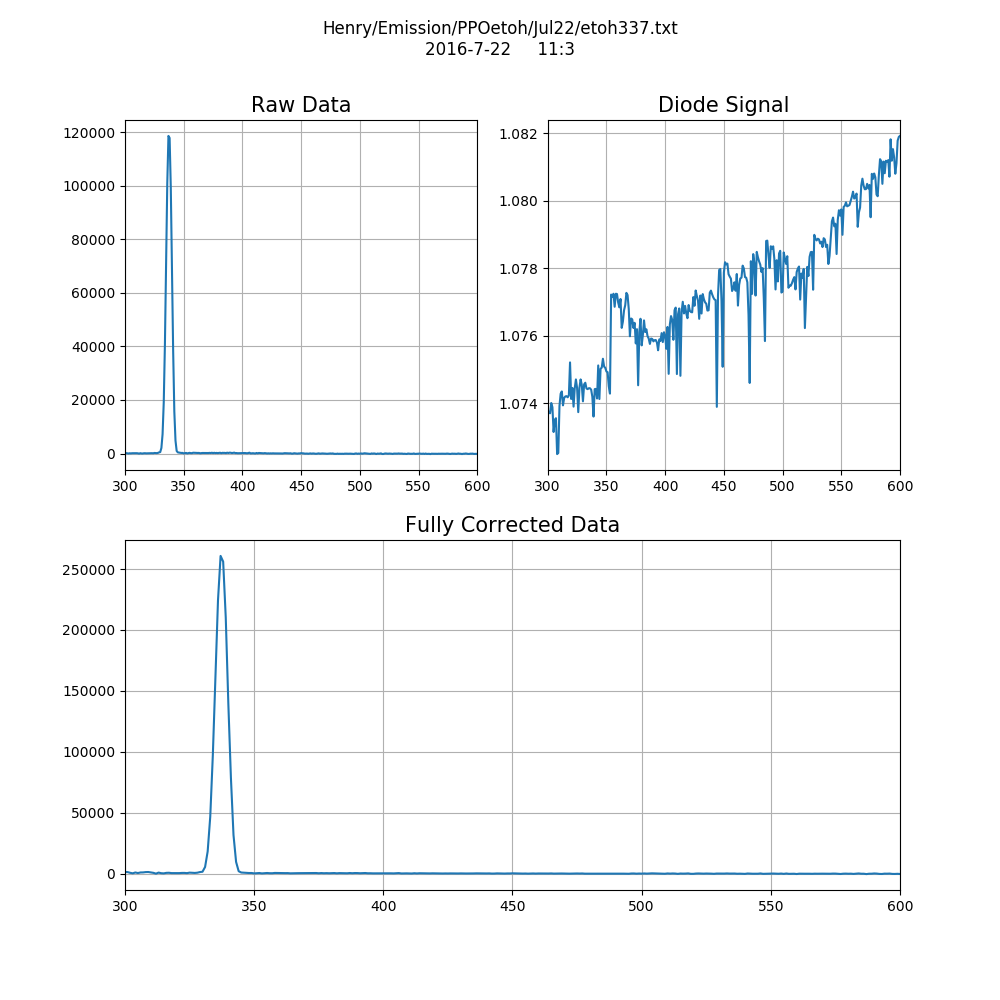 Henry/Emission/PPOetoh/Jul22/etoh337.txt
2016-7-22 11:3
Raw Data
120000
100000
80000
60000
40000
20000
0
300 350 400 450 500 550 600
Diode Signal
1.082
1.080
1.078
1.076
1.074
300 350 400 450 500 550 600
Fully Corrected Data
250000
200000
150000
100000
50000
0
300 350 400 450 500 550 600